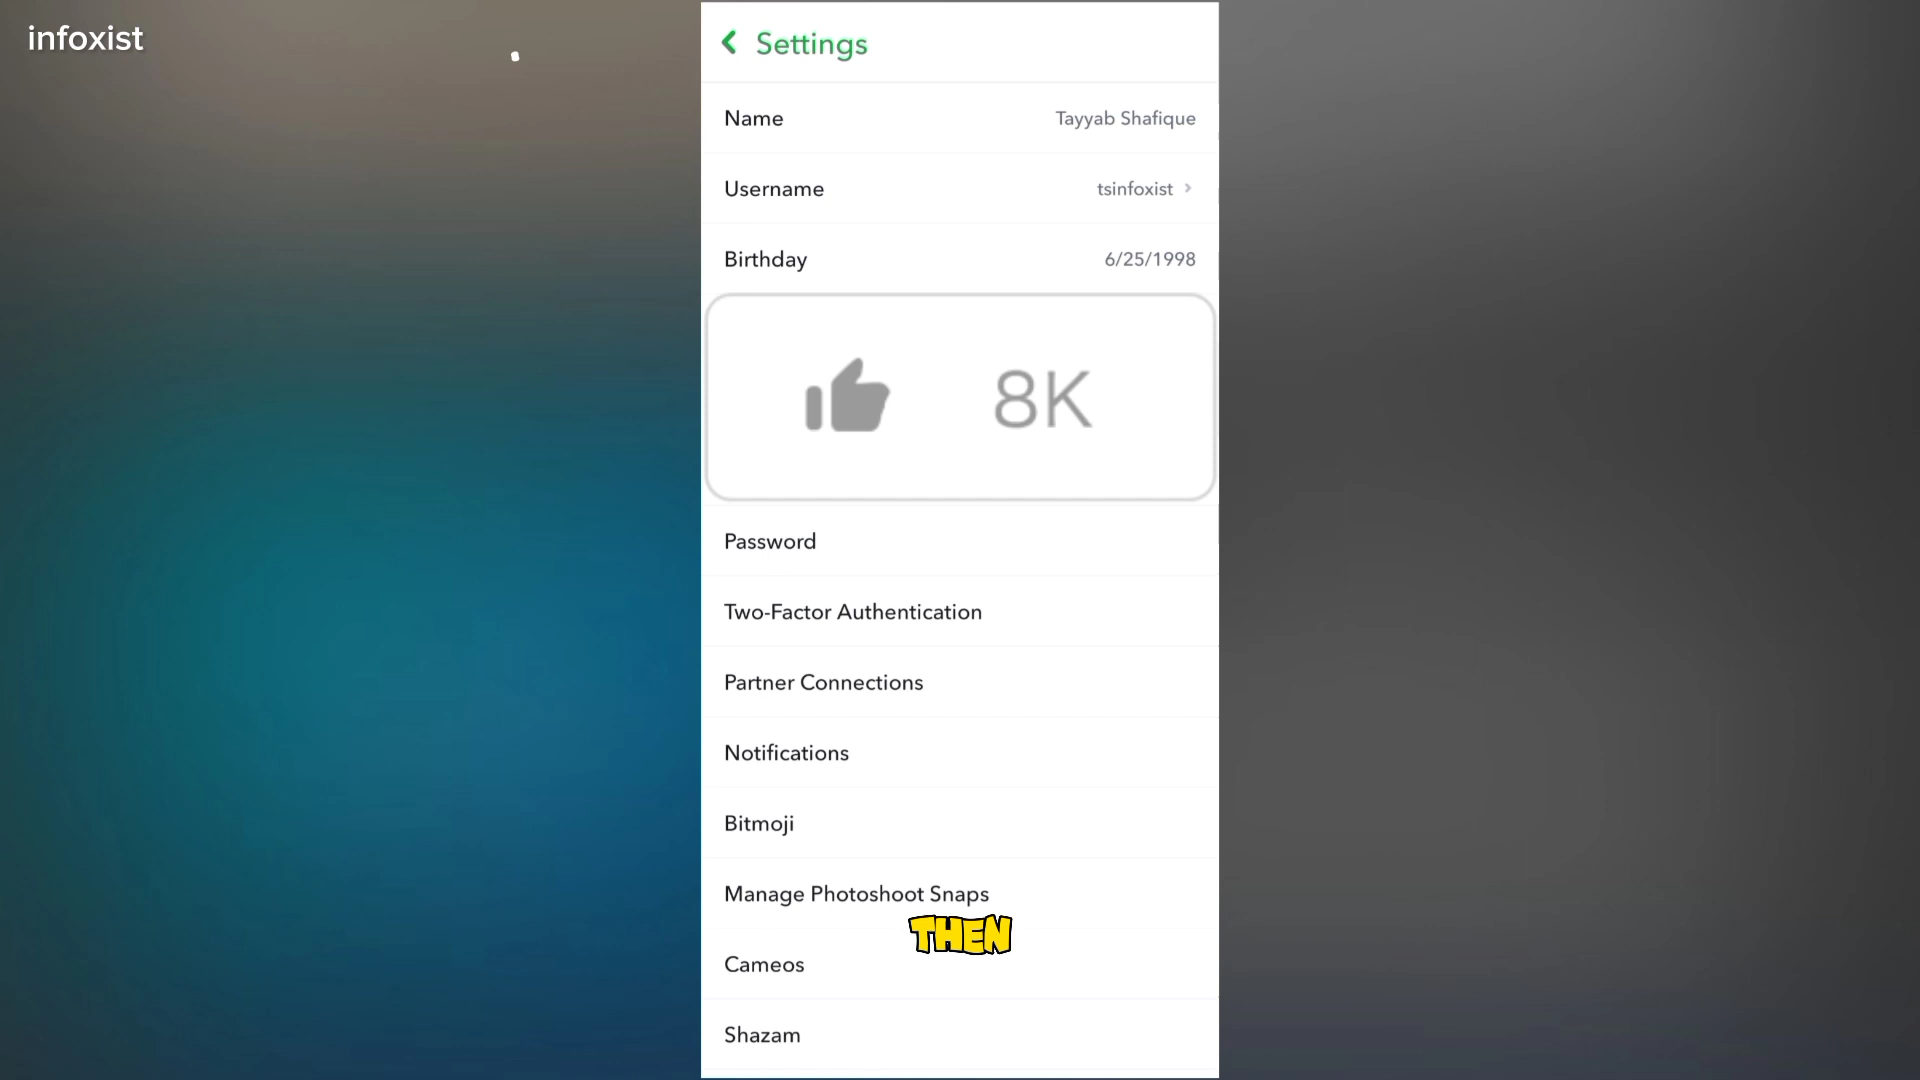 infoxist
Settings
Name Tayyab Shafique
Username tsinfoxist
Birthday 6/25/1998
8K
Password
Two-Factor Authentication
Partner Connections
Notifications
Bitmoji
Manage Photoshoot Snaps
THEN
Cameos
Shazam